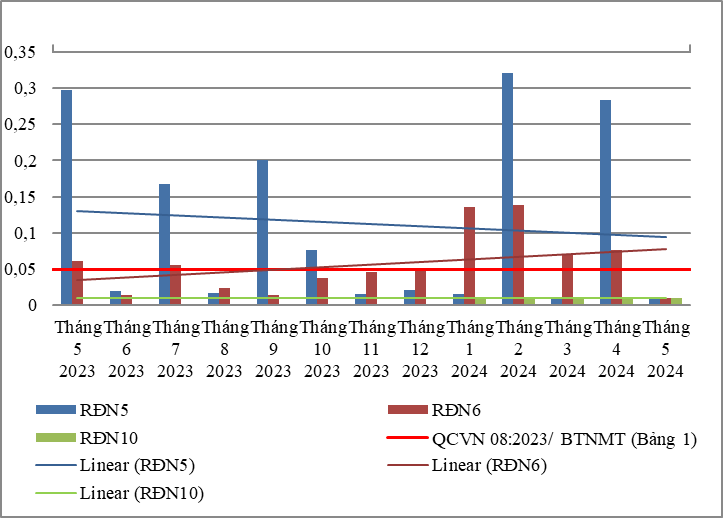 0,35
0,3
0,25
0,2
0,15
0,1
0,05
0
Tháng Tháng Tháng Tháng Tháng Tháng Tháng Tháng Tháng Tháng Tháng Tháng Tháng
5 6 7 8 9 10 11 12 1 2 3 4 5
2023 2023 2023 2023 2023 2023 2023 2023 2024 2024 2024 2024 2024
RĐN5 RĐN6
RĐN10 QCVN 08:2023/ BTNMT (Bảng 1)
Linear (RĐN5) Linear (RĐN6)
Linear (RĐN10)